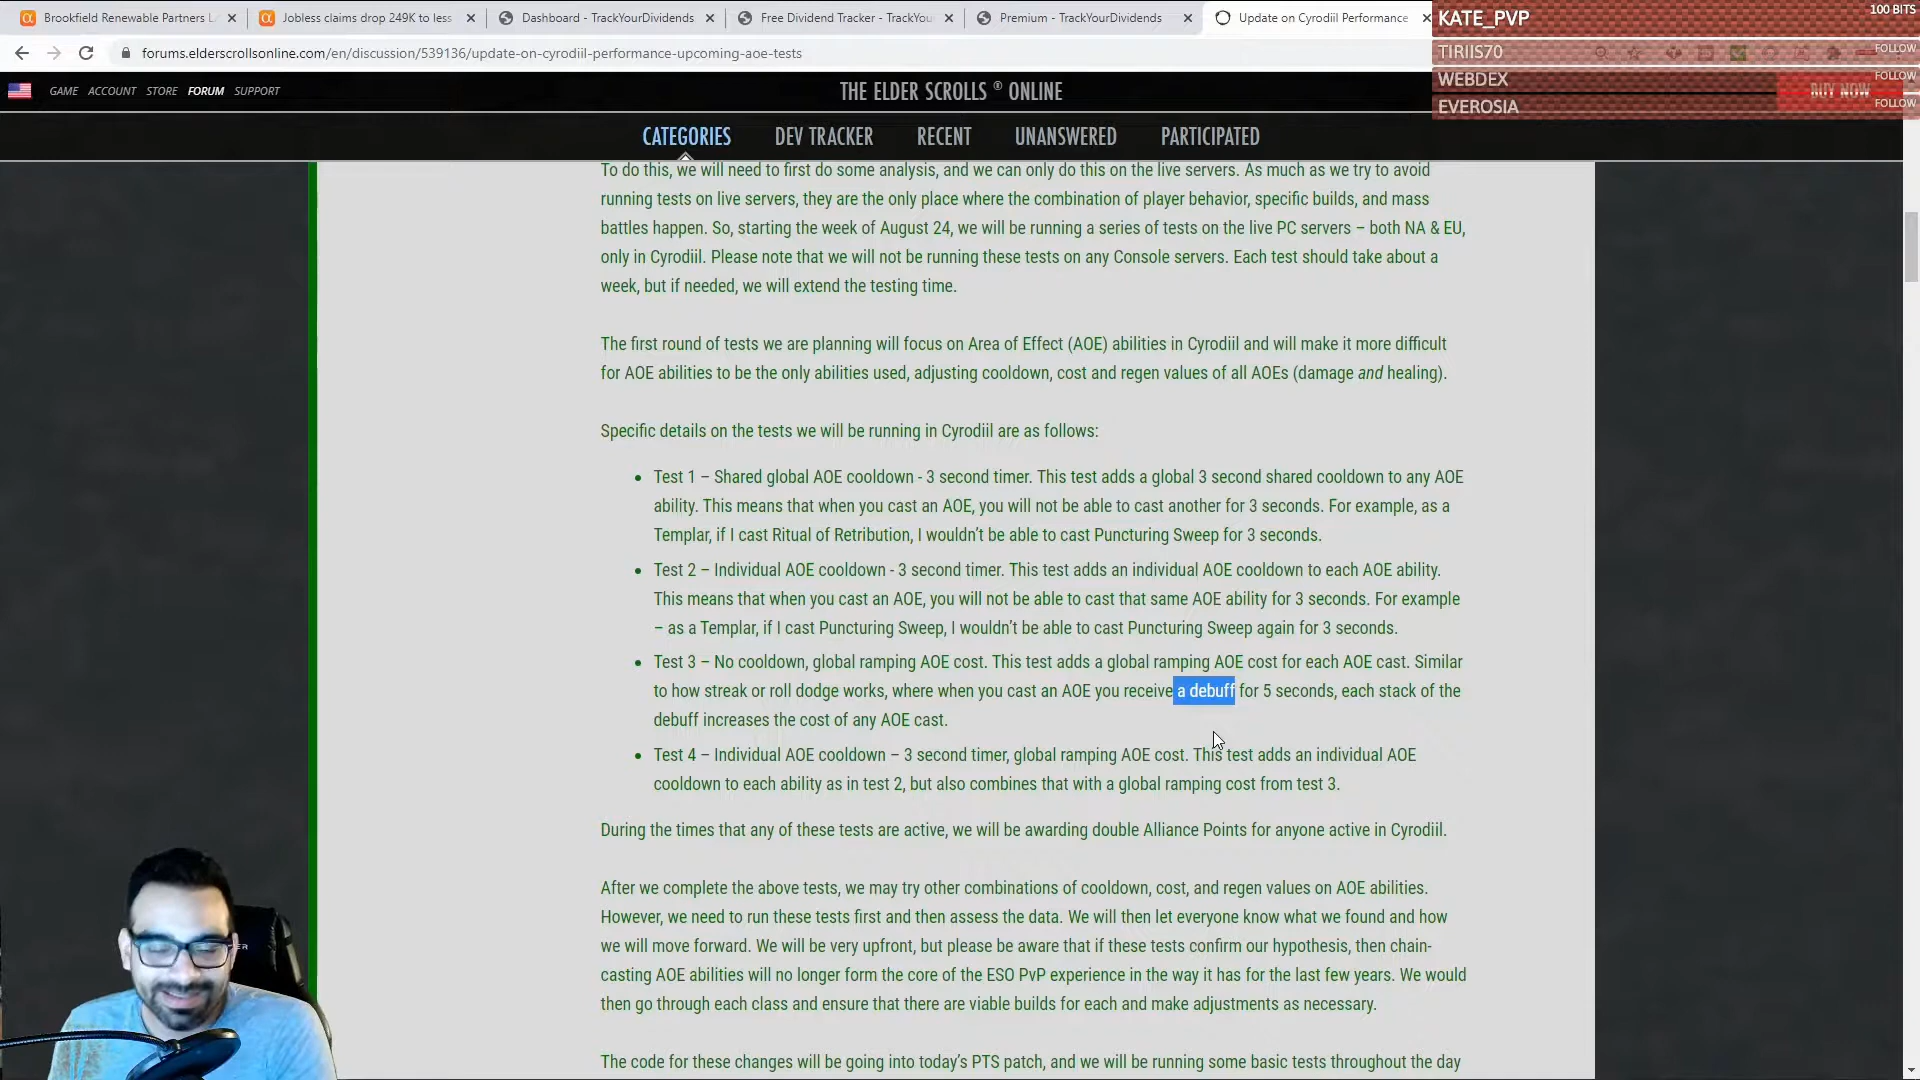 Brookfield Renewable Partners L
Jobless claims drop 249K to less
Dashboard - TrackYourDividends
Free Dividend Tracker - TrackYou
Premium - TrackYourDividends
Update on Cyrodiil Performance
KATE_PVP
100 BITS
forums.elderscrollsonline.com/en/discussion/539136/update-on-cyrodiil-performance-upcoming-aoe-tests
TIRIIS70
FOLLOW
WEBDEX
FOLLOW
EVEROSIA
FOLLOW
GAME ACCOUNT STORE FORUM SUPPORT
THE ELDER SCROLLS ® ONLINE
BUY NOW
CATEGORIES DEV TRACKER RECENT UNANSWERED PARTICIPATED
To do this, we will need to first do some analysis, and we can only do this on the live servers. As much as we try to avoid
running tests on live servers, they are the only place where the combination of player behavior, specific builds, and mass
battles happen. So, starting the week of August 24, we will be running a series of tests on the live PC servers – both NA & EU,
only in Cyrodiil. Please note that we will not be running these tests on any Console servers. Each test should take about a
week, but if needed, we will extend the testing time.
The first round of tests we are planning will focus on Area of Effect (AOE) abilities in Cyrodiil and will make it more difficult
for AOE abilities to be the only abilities used, adjusting cooldown, cost and regen values of all AOEs (damage and healing).
Specific details on the tests we will be running in Cyrodiil are as follows:
• Test 1 – Shared global AOE cooldown - 3 second timer. This test adds a global 3 second shared cooldown to any AOE
ability. This means that when you cast an AOE, you will not be able to cast another for 3 seconds. For example, as a
Templar, if I cast Ritual of Retribution, I wouldn't be able to cast Puncturing Sweep for 3 seconds.
• Test 2 – Individual AOE cooldown - 3 second timer. This test adds an individual AOE cooldown to each AOE ability.
This means that when you cast an AOE, you will not be able to cast that same AOE ability for 3 seconds. For example
– as a Templar, if I cast Puncturing Sweep, I wouldn't be able to cast Puncturing Sweep again for 3 seconds.
• Test 3 – No cooldown, global ramping AOE cost. This test adds a global ramping AOE cost for each AOE cast. Similar
to how streak or roll dodge works, where when you cast an AOE you receive a debuff for 5 seconds, each stack of the
debuff increases the cost of any AOE cast.
• Test 4 – Individual AOE cooldown – 3 second timer, global ramping AOE cost. This test adds an individual AOE
cooldown to each ability as in test 2, but also combines that with a global ramping cost from test 3.
During the times that any of these tests are active, we will be awarding double Alliance Points for anyone active in Cyrodiil.
After we complete the above tests, we may try other combinations of cooldown, cost, and regen values on AOE abilities.
However, we need to run these tests first and then assess the data. We will then let everyone know what we found and how
we will move forward. We will be very upfront, but please be aware that if these tests confirm our hypothesis, then chain-
casting AOE abilities will no longer form the core of the ESO PvP experience in the way it has for the last few years. We would
then go through each class and ensure that there are viable builds for each and make adjustments as necessary.
The code for these changes will be going into today's PTS patch, and we will be running some basic tests throughout the day